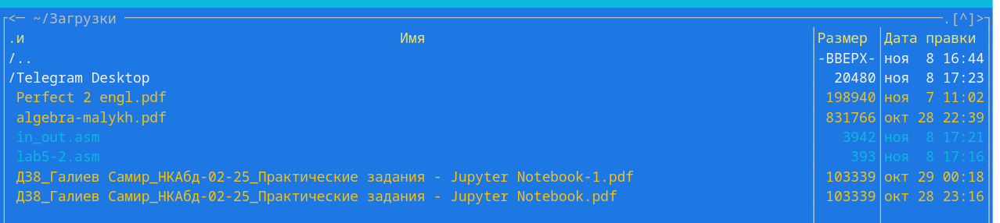 <─ ~/Загрузки ─.[^]>
.и Имя Размер Дата правки
/.. -ВВЕРХ- ноя 8 16:44
/Telegram Desktop 20480 ноя 8 17:23
Perfect 2 engl.pdf 198940 ноя 7 11:02
algebra-malykh.pdf 831766 окт 28 22:39
in_out.asm 3942 ноя 8 17:21
lab5-2.asm 393 ноя 8 17:16
ДЗ8_Галиев Самир_НКАбд-02-25_Практические задания - Jupyter Notebook-1.pdf 103339 окт 29 00:18
ДЗ8_Галиев Самир_НКАбд-02-25_Практические задания - Jupyter Notebook.pdf 103339 окт 28 23:16